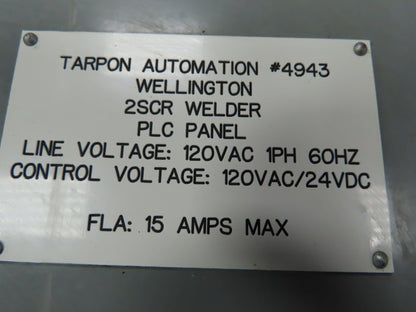 TARPON AUTOMATION #4943
WELLINGTON
2SCR WELDER
PLC PANEL
LINE VOLTAGE: 120VAC 1PH 60HZ
CONTROL VOLTAGE: 120VAC/24VDC
FLA: 15 AMPS MAX